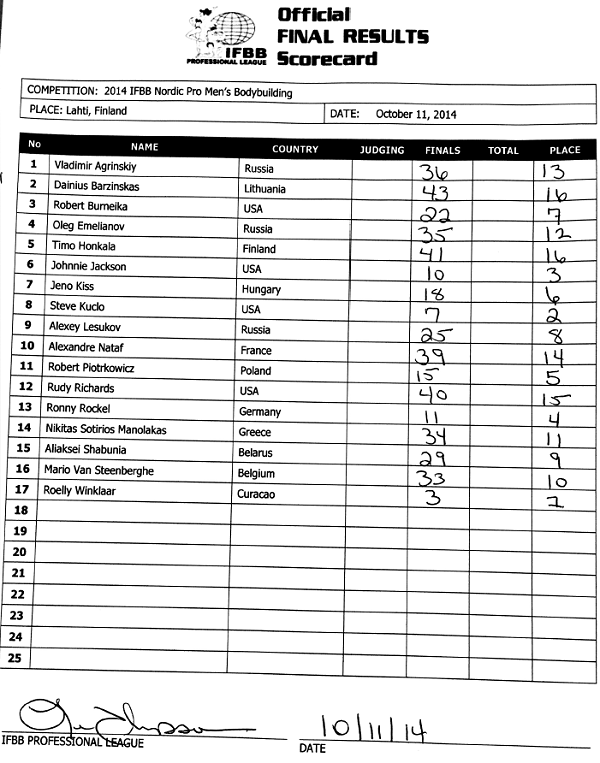 Official
FINAL RESULTS
Scorecard
IFBB
PROFESSIONAL LEAGUE
COMPETITION: 2014 IFBB Nordic Pro Men's Bodybuilding
PLACE: Lahti, Finland DATE: October 11, 2014
No NAME COUNTRY JUDGING FINALS TOTAL PLACE
1 Vladimir Agrinskiy Russia 36 13
2 Dainius Barzinskas Lithuania 43 16
3 Robert Burneika USA 22 7
4 Oleg Emelianov Russia 35 12
5 Timo Honkala Finland 41 16
6 Johnnie Jackson USA 10 3
7 Jeno Kiss Hungary 18 6
8 Steve Kuclo USA 7 2
9 Alexey Lesukov Russia 25 8
10 Alexandre Nataf France 39 14
11 Robert Piotrkowicz Poland 15 5
12 Rudy Richards USA 40 15
13 Ronny Rockel Germany 11 4
14 Nikitas Sotirios Manolakas Greece 34 11
15 Aliaksei Shabunia Belarus 29 9
16 Mario Van Steenberghe Belgium 33 10
17 Roelly Winklaar Curacao 3 1
18
19
20
21
22
23
24
25
10/11/14
IFBB PROFESSIONAL LEAGUE DATE